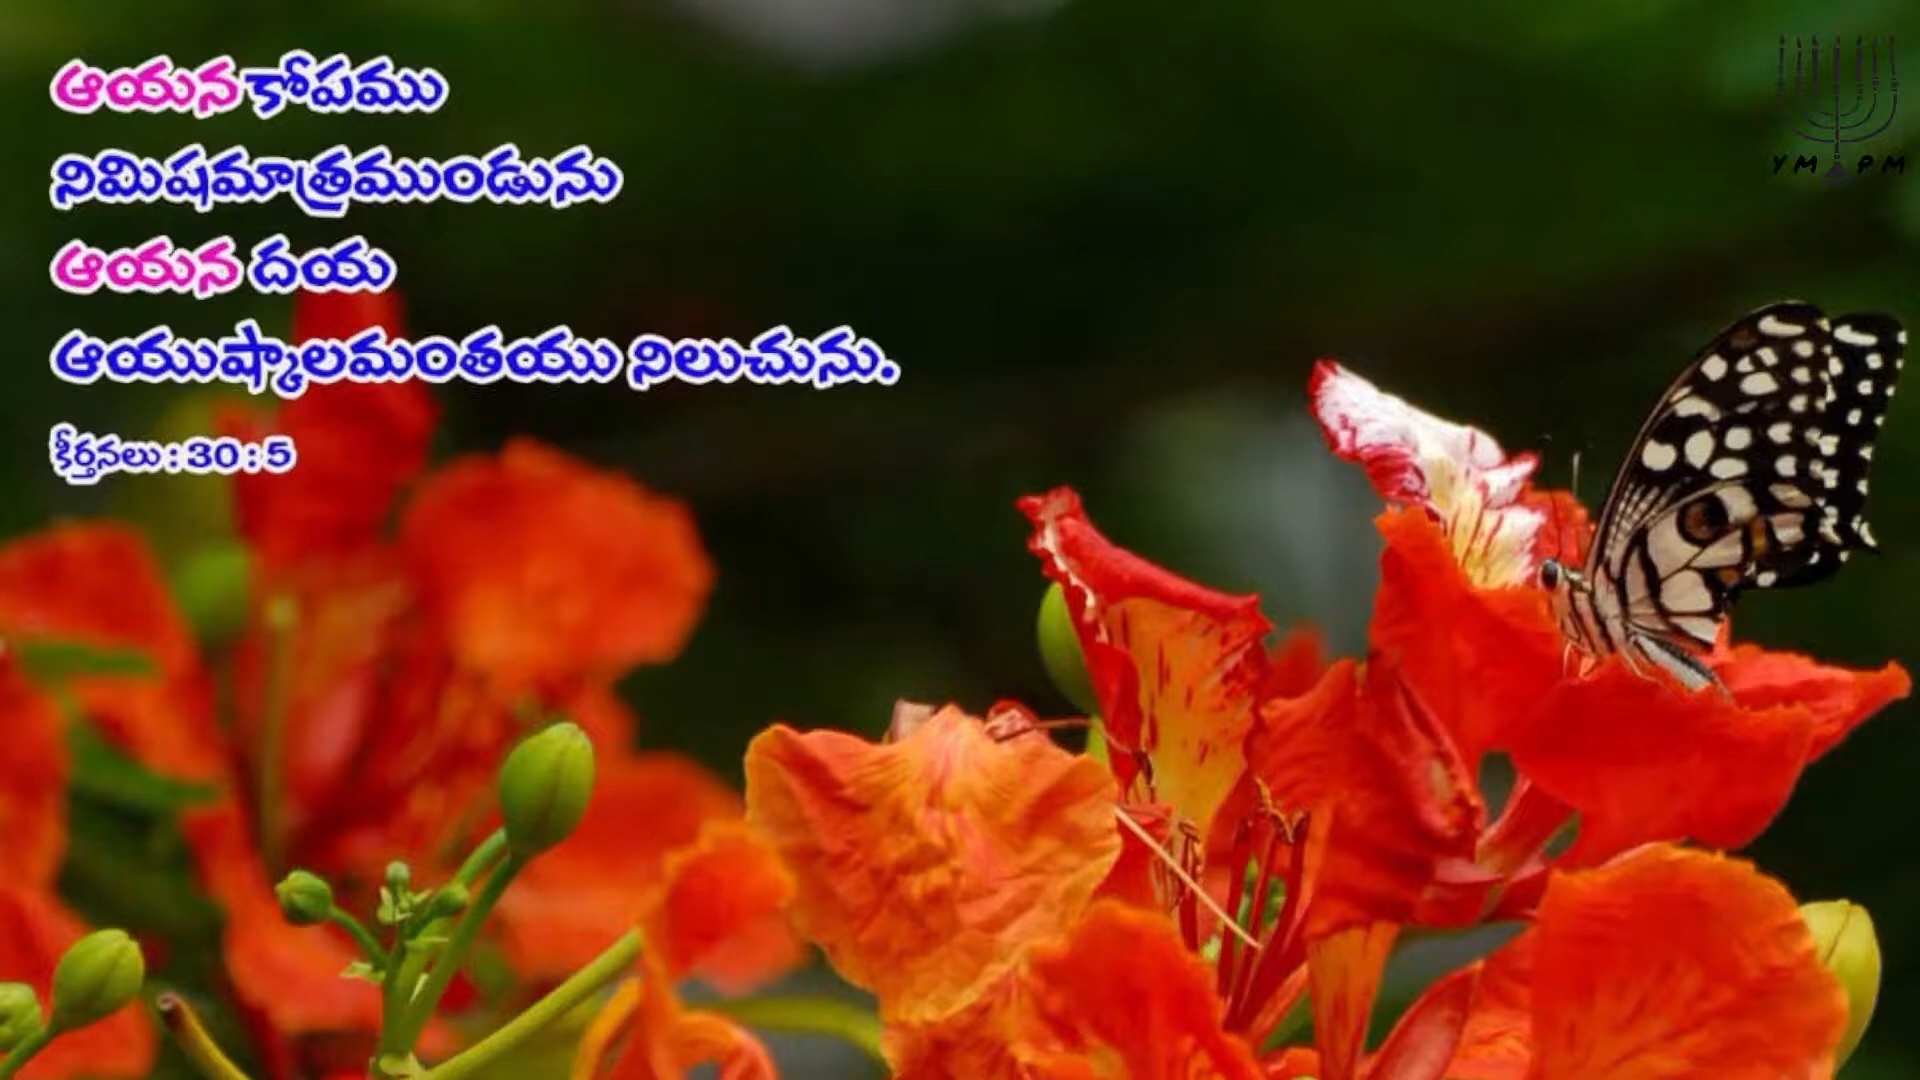 ఆయన కోపము
నిమిషమాత్రముండును
ఆయన దయ
ఆయుష్కాలమంతయు నిలుచును.
కీర్తనలు : 30 : 5
YM PM